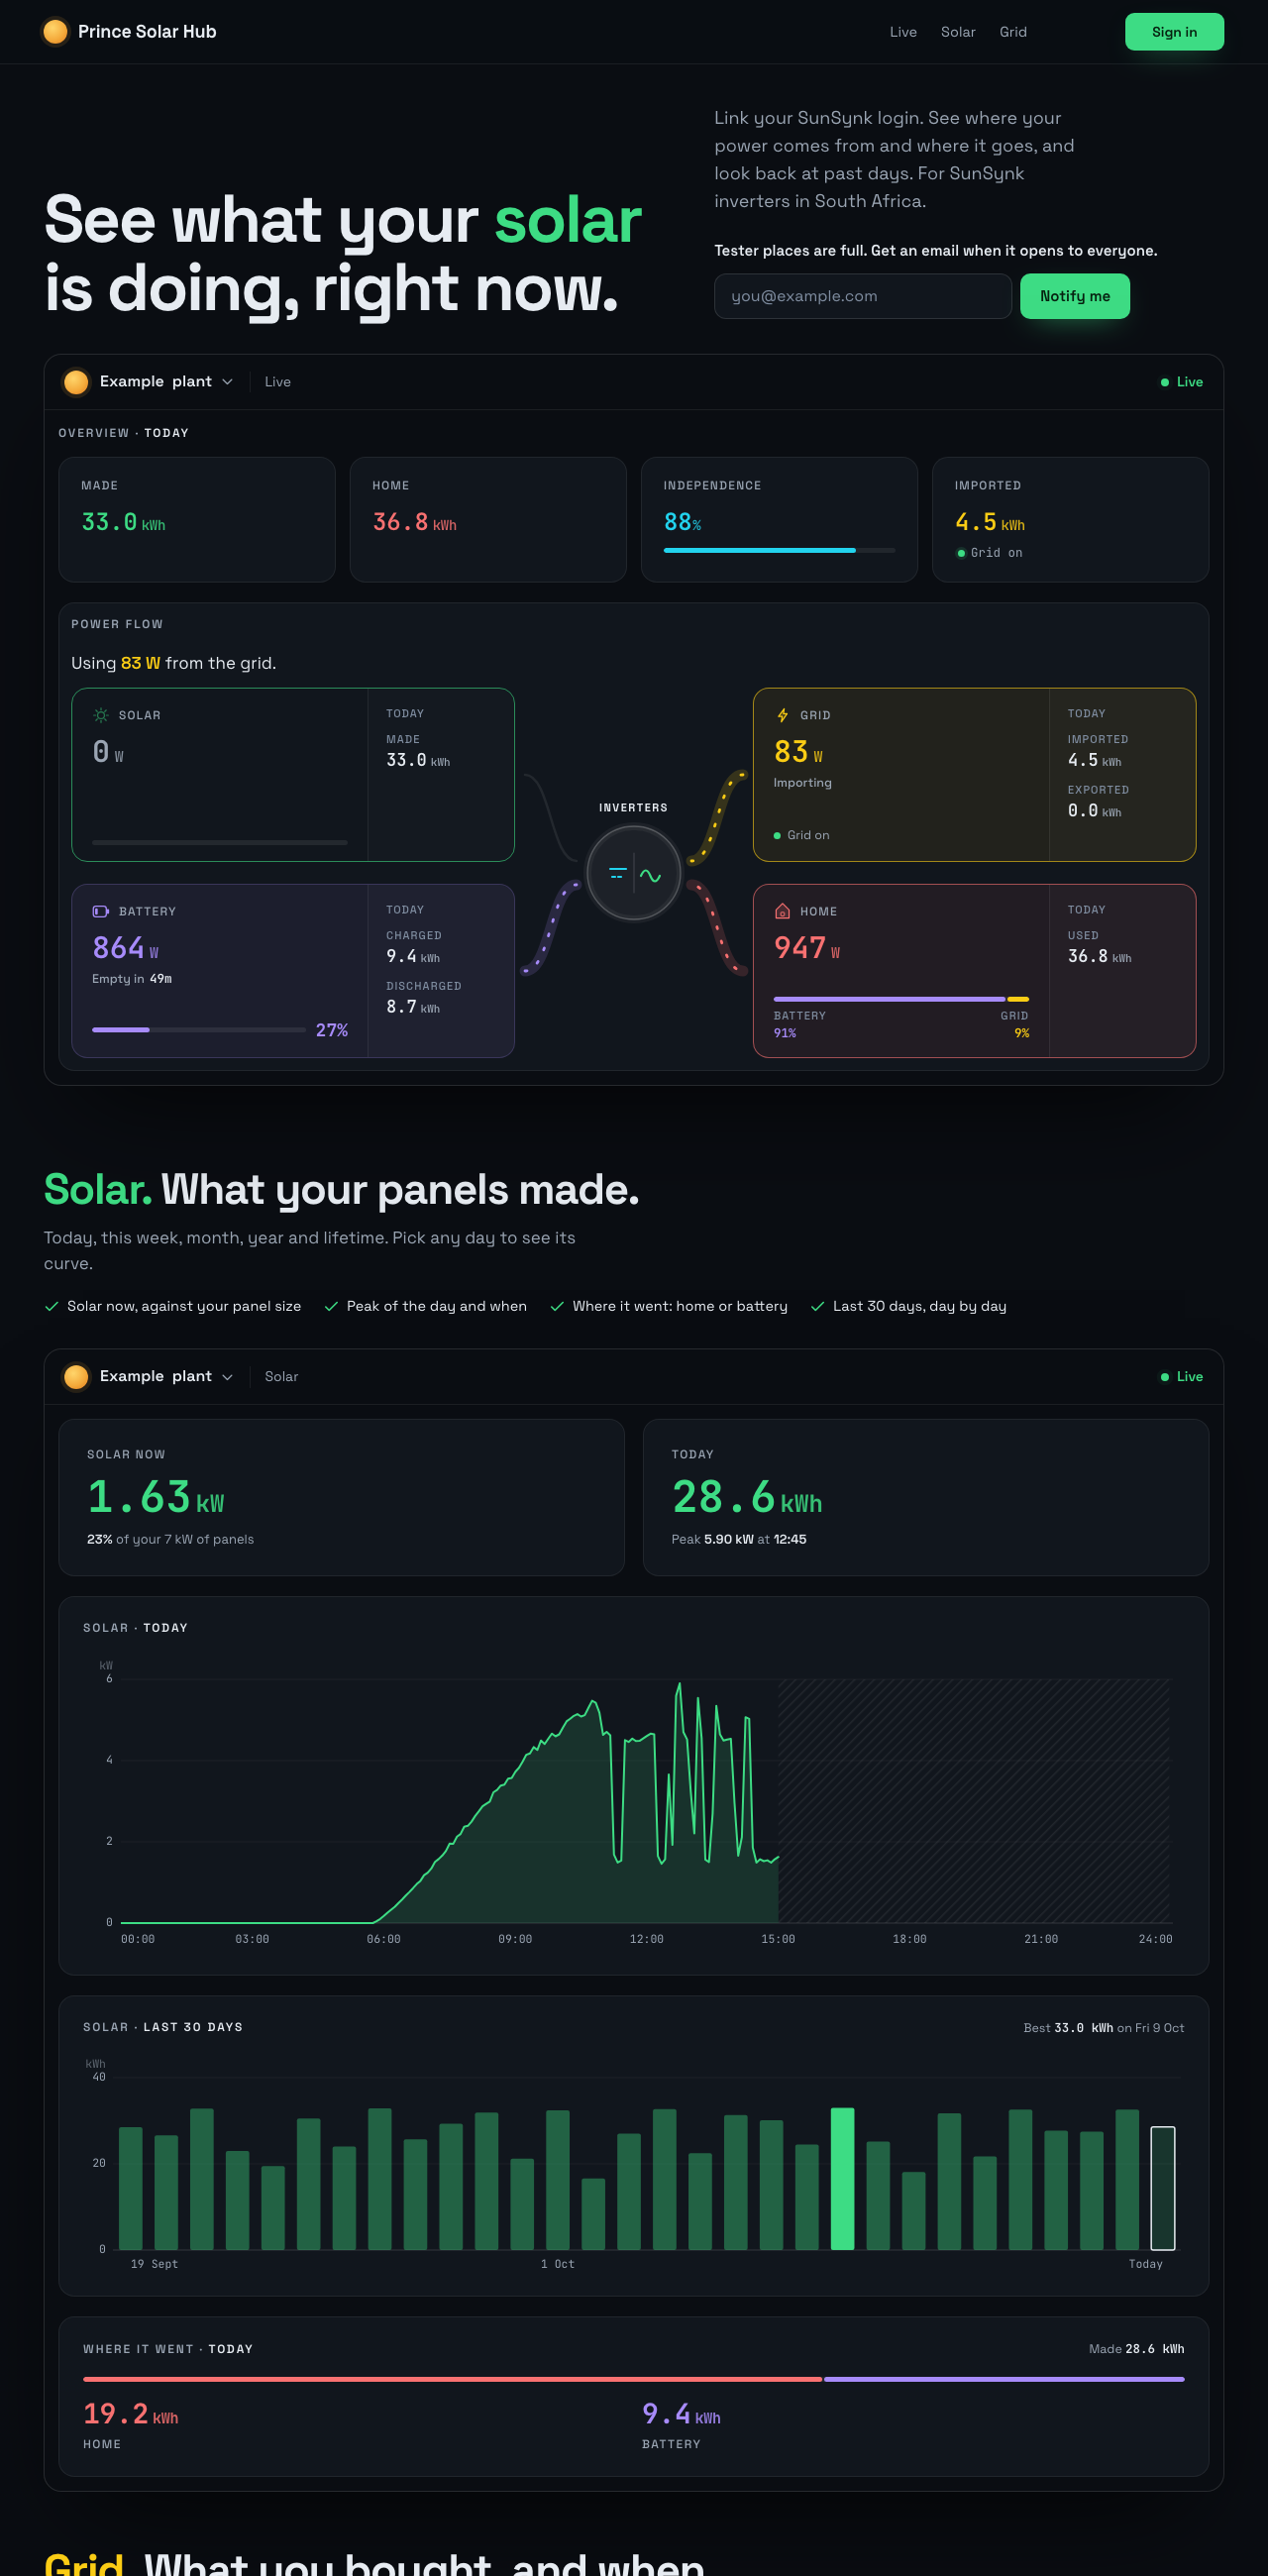 Prince Solar Hub
Live
Solar
Grid
Sign in
See what your solar
is doing, right now.
Link your SunSynk login. See where your
power comes from and where it goes, and
look back at past days. For SunSynk
inverters in South Africa.
Tester places are full. Get an email when it opens to everyone.
you@example.com
Notify me
Example plant
Live
Live
OVERVIEW · TODAY
MADE
33.0 kWh
HOME
36.8 kWh
INDEPENDENCE
88%
IMPORTED
4.5 kWh
Grid on
POWER FLOW
Using 83 W from the grid.
SOLAR
0 W
TODAY
MADE
33.0 kWh
GRID
83 W
Importing
Grid on
TODAY
IMPORTED
4.5 kWh
EXPORTED
0.0 kWh
INVERTERS
BATTERY
864 W
Empty in 49m
27%
TODAY
CHARGED
9.4 kWh
DISCHARGED
8.7 kWh
HOME
947 W
BATTERY
91%
GRID
9%
TODAY
USED
36.8 kWh
Solar. What your panels made.
Today, this week, month, year and lifetime. Pick any day to see its
curve.
Solar now, against your panel size
Peak of the day and when
Where it went: home or battery
Last 30 days, day by day
Example plant
Solar
Live
SOLAR NOW
1.63 kW
23% of your 7 kW of panels
TODAY
28.6 kWh
Peak 5.90 kW at 12:45
SOLAR · TODAY
kW
6
4
2
0
00:00
03:00
06:00
09:00
12:00
15:00
18:00
21:00
24:00
SOLAR · LAST 30 DAYS
Best 33.0 kWh on Fri 9 Oct
kWh
40
20
0
19 Sept
1 Oct
Today
WHERE IT WENT · TODAY
Made 28.6 kWh
19.2 kWh
HOME
9.4 kWh
BATTERY
Grid. What you bought, and when.